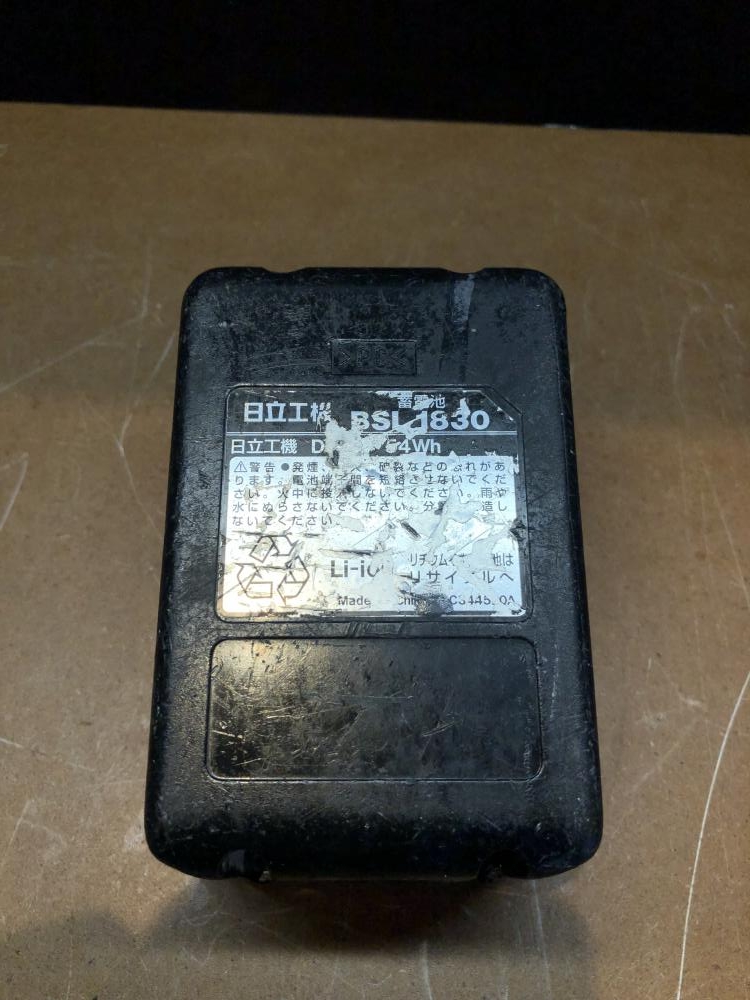 >PC<
蓄電池
日立工機 BSL1830
日立工機 D 54Wh
⚠警告 ●発煙、 、破裂などの恐れがあ
ります。電池端子間を短絡させないでくだ
さい。火中に投入しないでください。雨や
水にぬらさないでください。分 造し
ないでください
Li-io リチウムイ 池は
リサイクルへ
Made China C3445